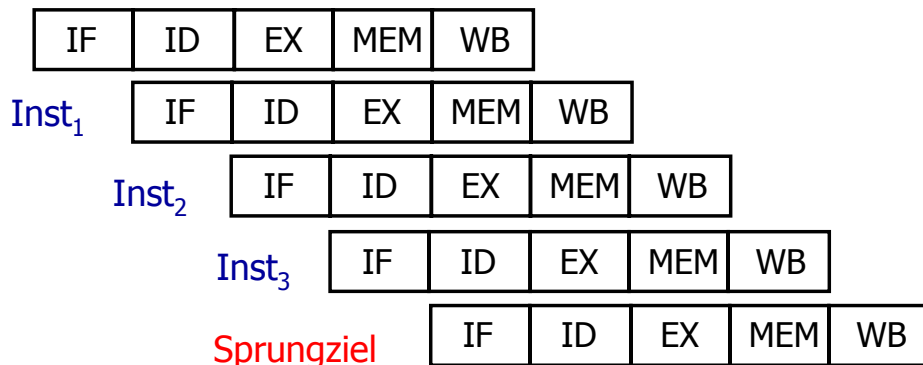 IF ID EX MEM WB
Inst₁ IF ID EX MEM WB
Inst₂ IF ID EX MEM WB
Inst₃ IF ID EX MEM WB
Sprungziel IF ID EX MEM WB